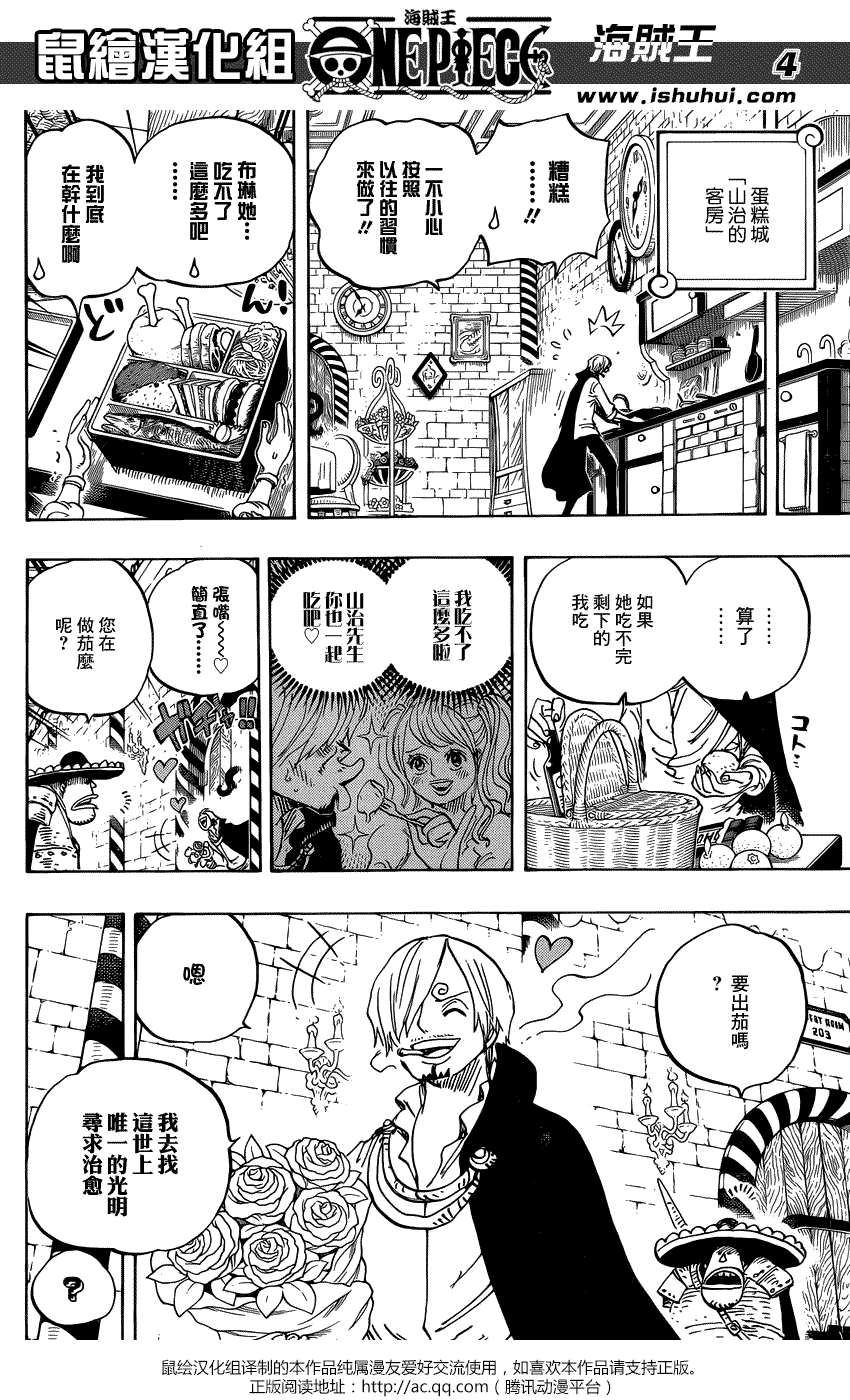 鼠繪漢化組
海賊王
ONE PIECE
海賊王
4
www.ishuhui.com
蛋糕城
「山治的
客房」
糟糕
……!!
一不小心
按照
以往的習慣
來做了!!
布琳她…
吃不了
這麼多吧
……
我到底
在幹什麼啊
どん!
……
算了
……
如果
她吃不完
剩下的
我吃
コト…
我吃不了
這麼多啦
山治先生
你也一起
吃吧♡
張嘴~~♡
簡直了……
您在
做茄麼
呢?
要出茄嗎
?
203
嗯
我去找
這世上
唯一的光明
尋求治愈
?
鼠绘汉化组译制的本作品纯属漫友爱好交流使用，如喜欢本作品请支持正版。
正版阅读地址：http://ac.qq.com（腾讯动漫平台）